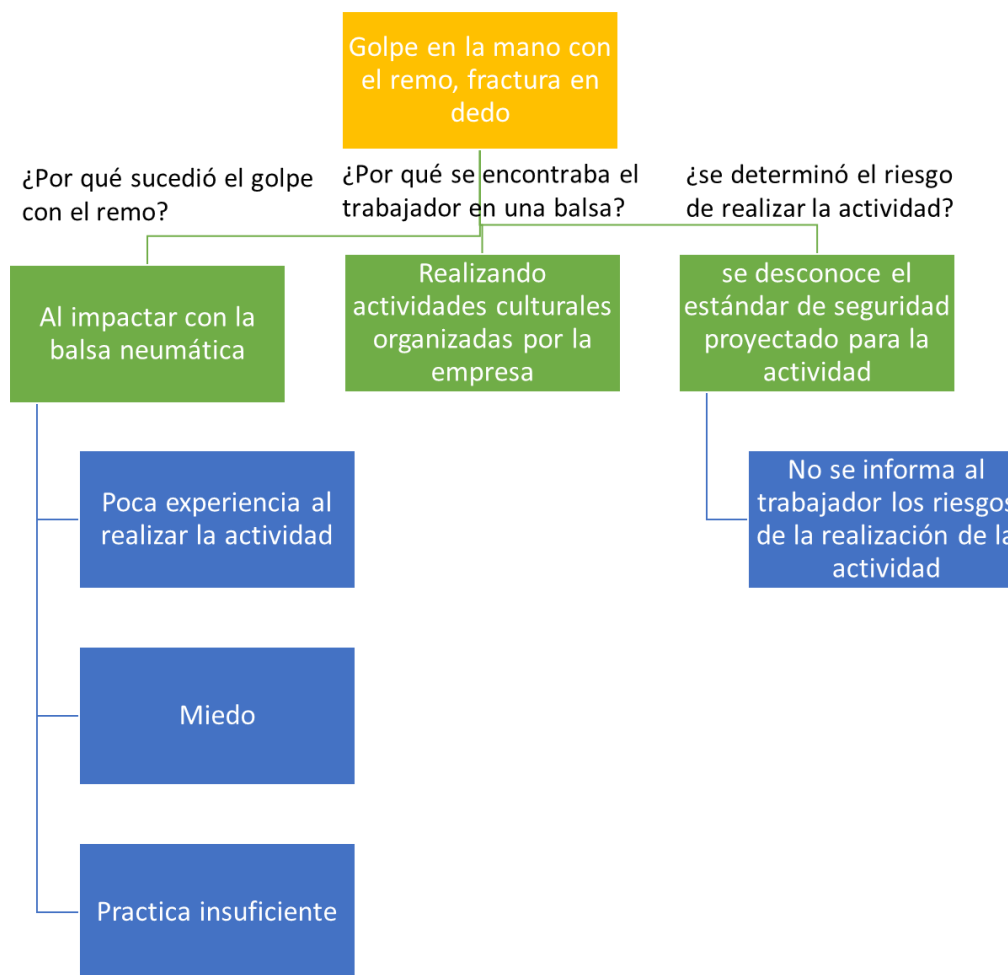 Golpe en la mano con
el remo, fractura en
dedo
¿Por qué sucedió el golpe
con el remo?
¿Por qué se encontraba el
trabajador en una balsa?
¿se determinó el riesgo
de realizar la actividad?
Al impactar con la
balsa neumática
Realizando
actividades culturales
organizadas por la
empresa
se desconoce el
estándar de seguridad
proyectado para la
actividad
Poca experiencia al
realizar la actividad
No se informa al
trabajador los riesgos
de la realización de la
actividad
Miedo
Practica insuficiente